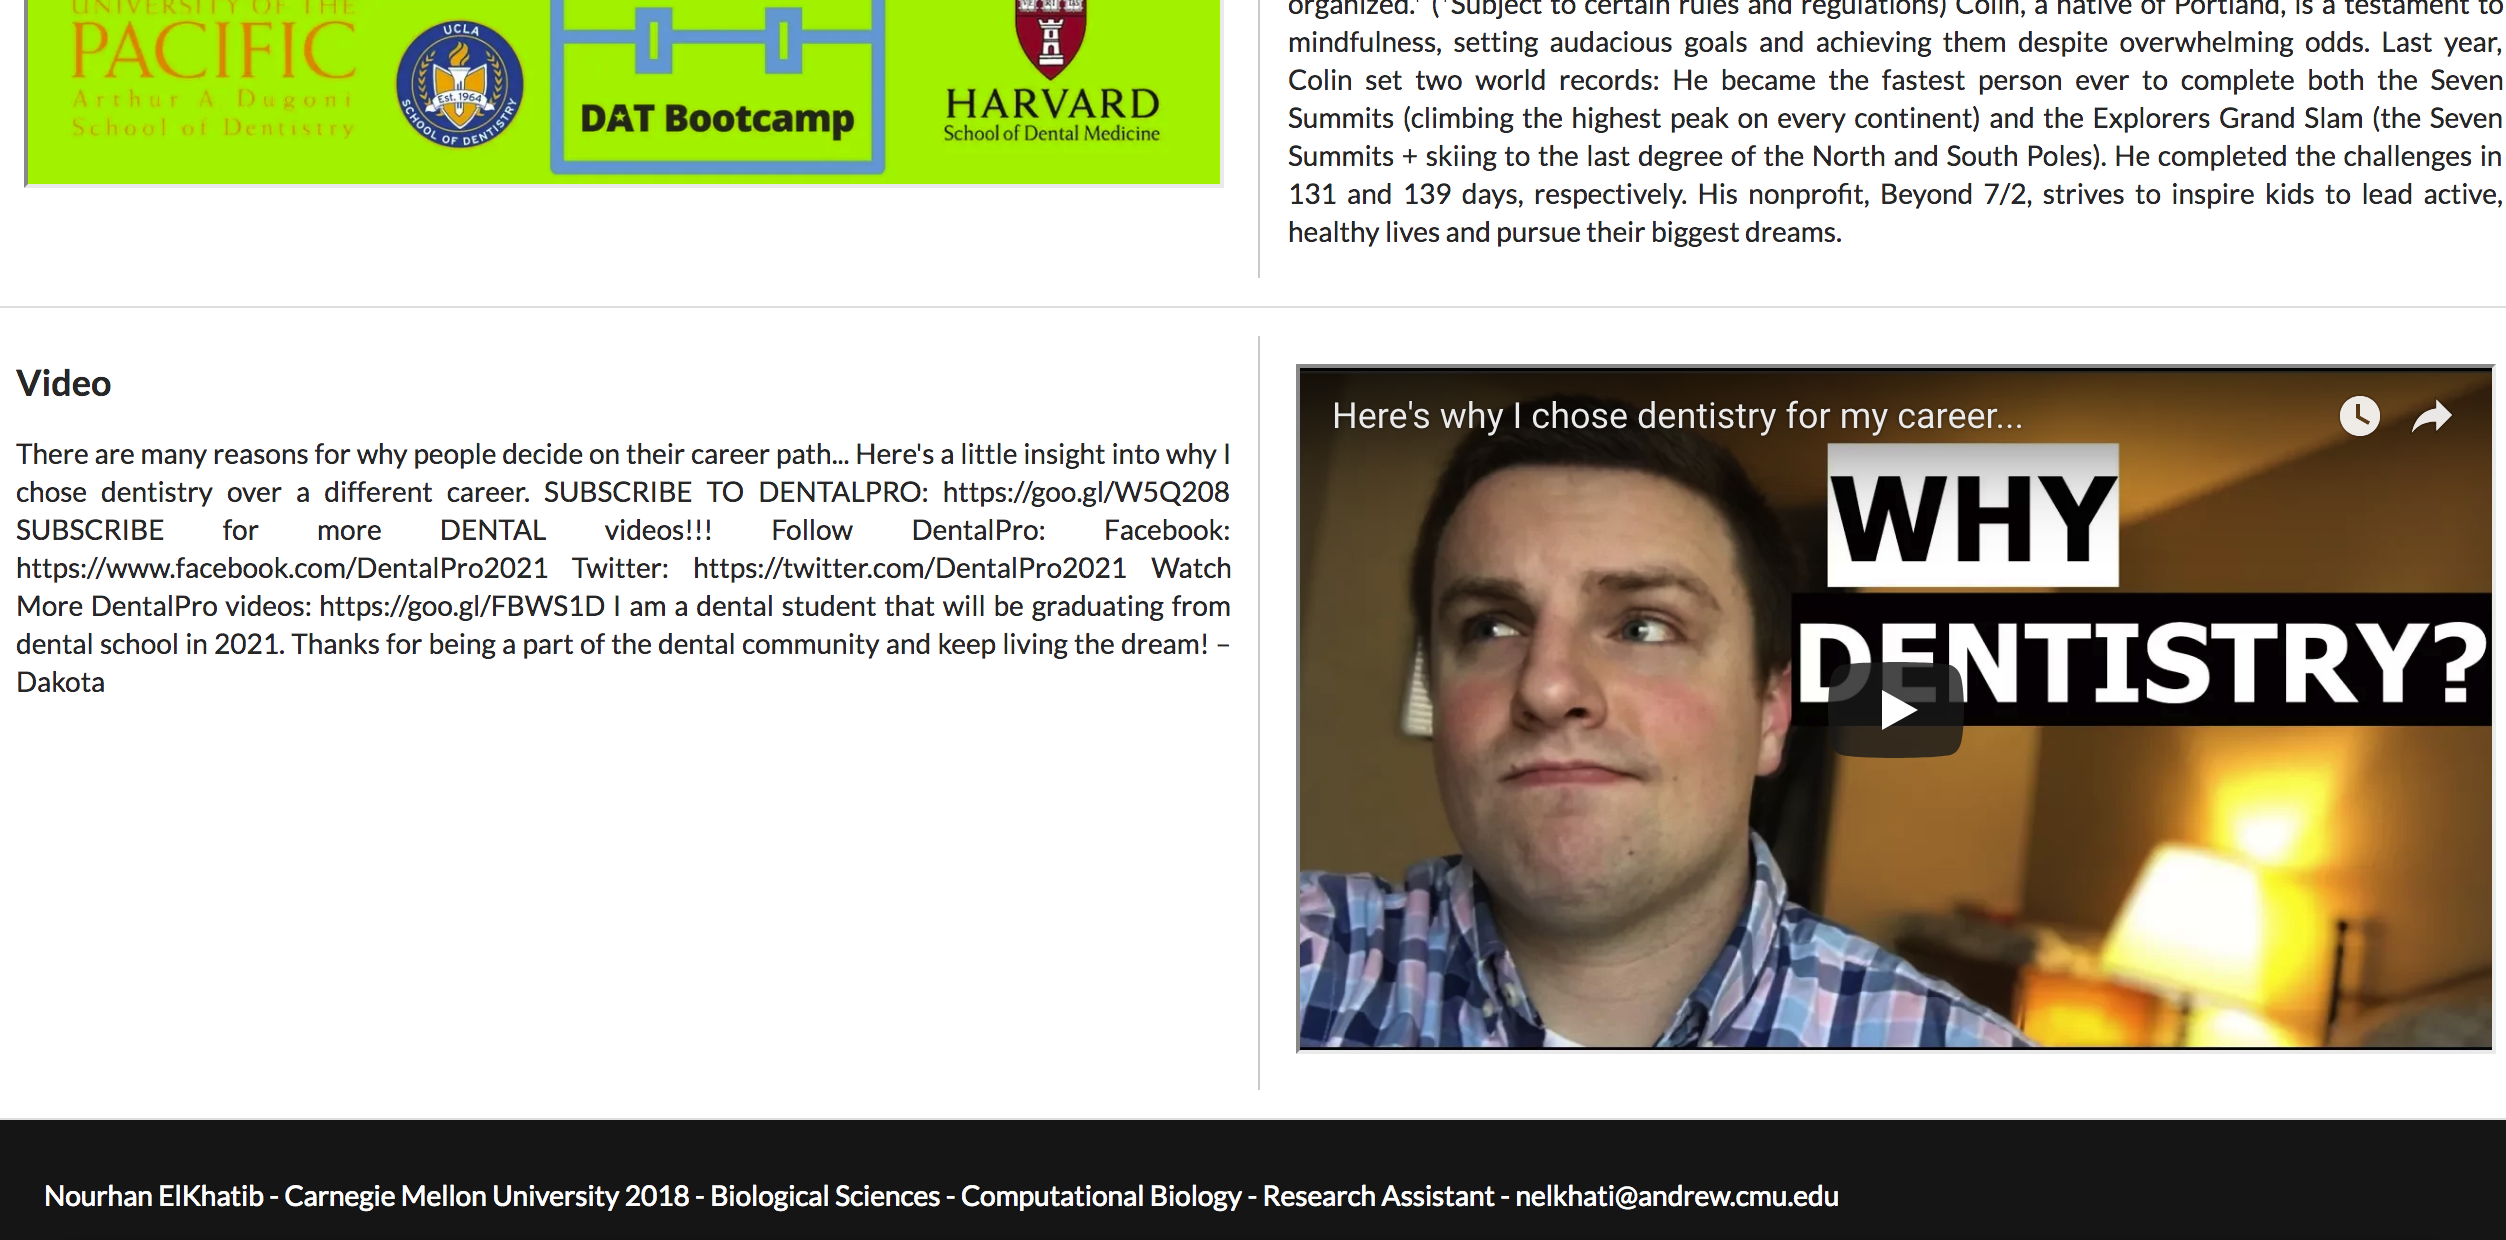 UNIVERSITY OF THE
PACIFIC
Arthur A Dugoni
School of Dentistry
UCLA
Est. 1964
SCHOOL OF DENTISTRY
DAT Bootcamp
HARVARD
School of Dental Medicine
organized.' ('Subject to certain rules and regulations) Colin, a native of Portland, is a testament to
mindfulness, setting audacious goals and achieving them despite overwhelming odds. Last year,
Colin set two world records: He became the fastest person ever to complete both the Seven
Summits (climbing the highest peak on every continent) and the Explorers Grand Slam (the Seven
Summits + skiing to the last degree of the North and South Poles). He completed the challenges in
131 and 139 days, respectively. His nonprofit, Beyond 7/2, strives to inspire kids to lead active,
healthy lives and pursue their biggest dreams.
Video
There are many reasons for why people decide on their career path... Here's a little insight into why I
chose dentistry over a different career. SUBSCRIBE TO DENTALPRO: https://goo.gl/W5Q208
SUBSCRIBE for more DENTAL videos!!! Follow DentalPro: Facebook:
https://www.facebook.com/DentalPro2021 Twitter: https://twitter.com/DentalPro2021 Watch
More DentalPro videos: https://goo.gl/FBWS1D I am a dental student that will be graduating from
dental school in 2021. Thanks for being a part of the dental community and keep living the dream! –
Dakota
Here's why I chose dentistry for my career...
WHY
DENTISTRY?
Nourhan ElKhatib - Carnegie Mellon University 2018 - Biological Sciences - Computational Biology - Research Assistant - nelkhati@andrew.cmu.edu